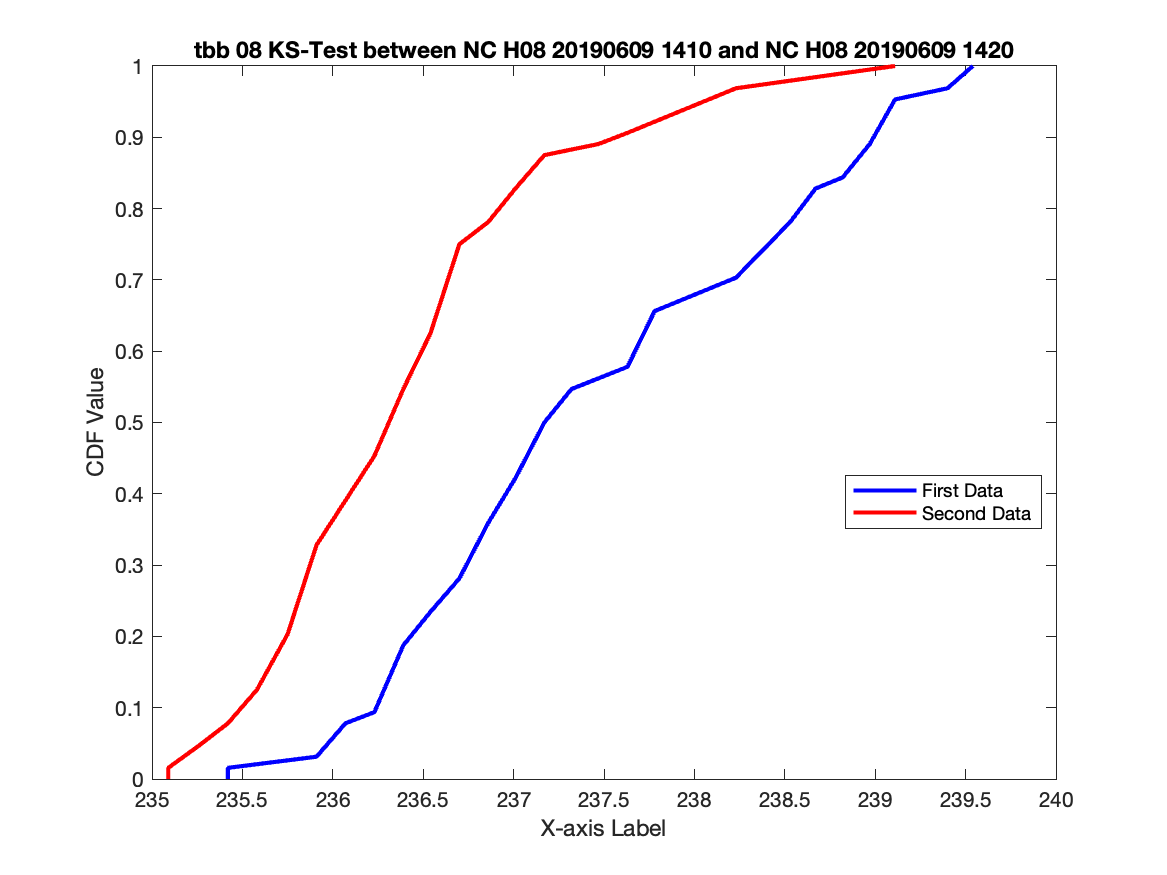 tbb 08 KS-Test between NC H08 20190609 1410 and NC H08 20190609 1420
1
0.9
0.8
0.7
0.6
0.5
0.4
0.3
0.2
0.1
0
CDF Value
First Data
Second Data
235 235.5 236 236.5 237 237.5 238 238.5 239 239.5 240
X-axis Label